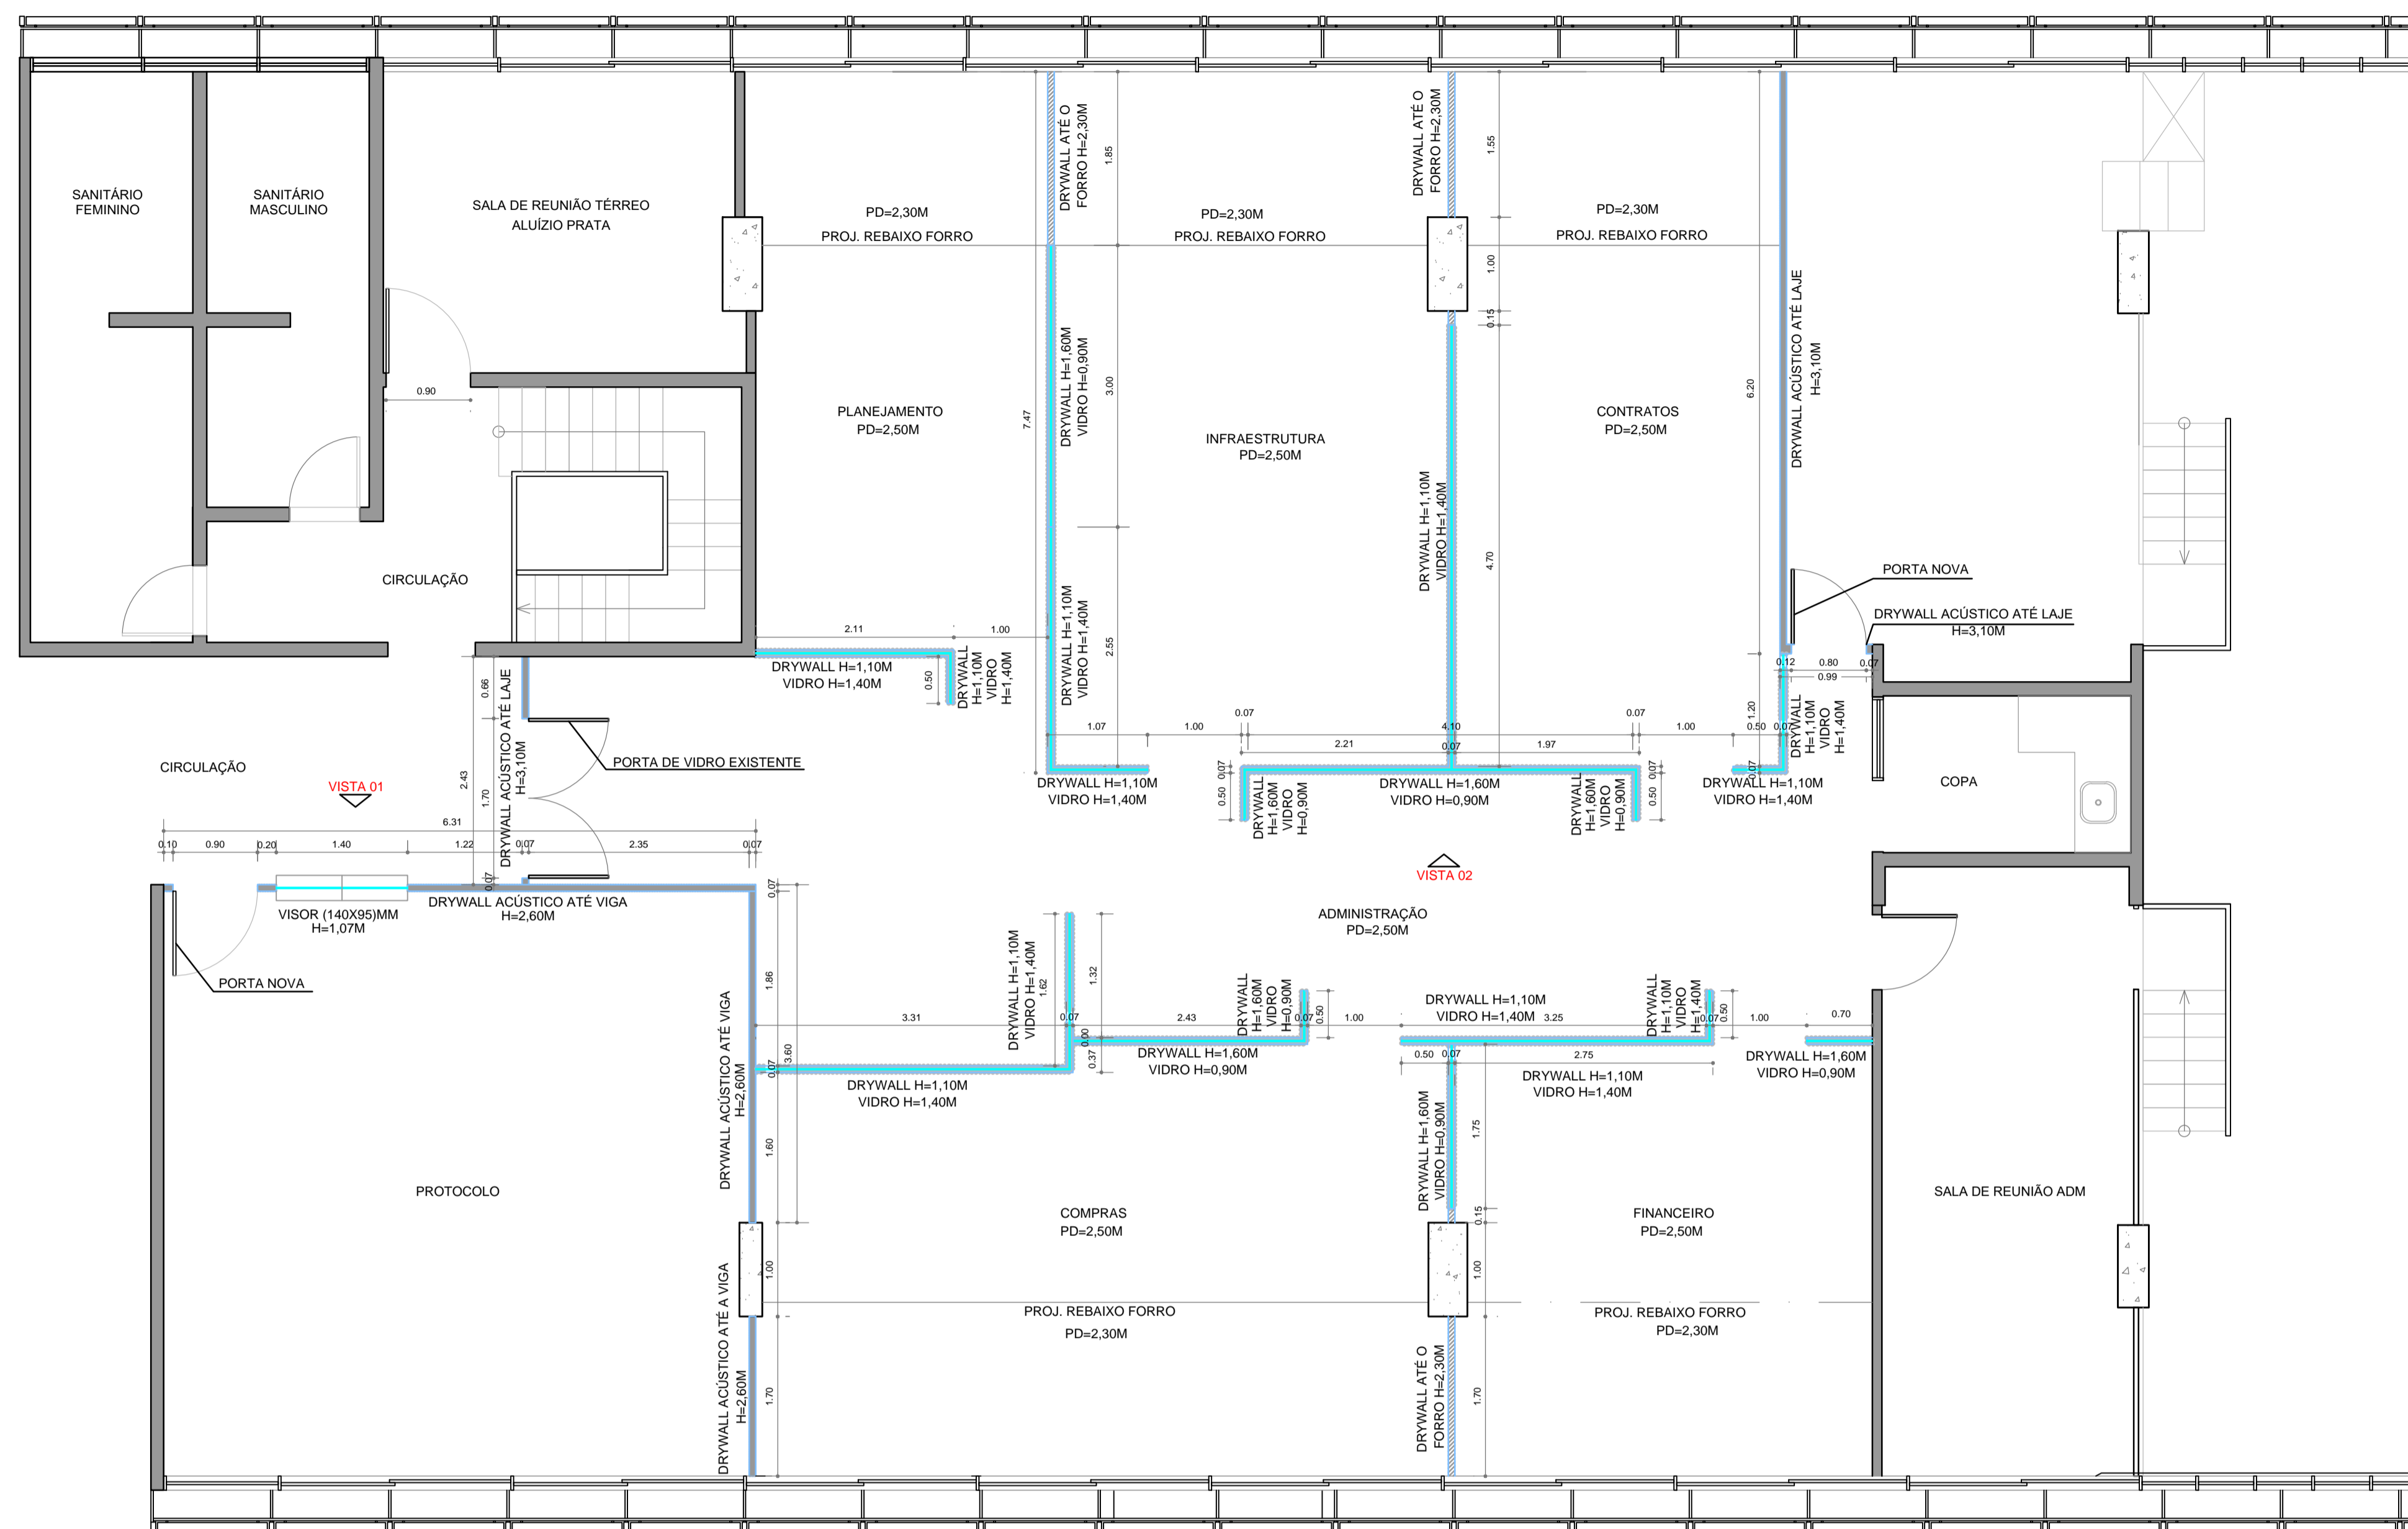 SANITÁRIO
FEMININO
SANITÁRIO
MASCULINO
SALA DE REUNIÃO TÉRREO
ALUÍZIO PRATA
PD=2,30M
PROJ. REBAIXO FORRO
DRYWALL ATÉ O
FORRO H=2,30M
1.85
PD=2,30M
PROJ. REBAIXO FORRO
DRYWALL ATÉ O
FORRO H=2,30M
1.55
1.00
0.15
PD=2,30M
PROJ. REBAIXO FORRO
0.90
PLANEJAMENTO
PD=2,50M
7.47
DRYWALL H=1,60M
VIDRO H=0,90M
3.00
INFRAESTRUTURA
PD=2,50M
DRYWALL H=1,10M
VIDRO H=1,40M
4.70
CONTRATOS
PD=2,50M
6.20
DRYWALL ACÚSTICO ATÉ LAJE
H=3,10M
CIRCULAÇÃO
PORTA NOVA
DRYWALL ACÚSTICO ATÉ LAJE
H=3,10M
2.11
1.00
DRYWALL H=1,10M
VIDRO H=1,40M
0.50
DRYWALL
H=1,10M
VIDRO
H=1,40M
DRYWALL H=1,10M
VIDRO H=1,40M
2.55
0.12
0.80
0.07
0.99
1.20
DRYWALL
H=1,10M
VIDRO
H=1,40M
0.66
2.43
1.70
0.07
DRYWALL ACÚSTICO ATÉ LAJE
H=3,10M
PORTA DE VIDRO EXISTENTE
CIRCULAÇÃO
VISTA 01
1.07
1.00
0.07
4.10
0.07
1.00
0.50
0.07
2.21
0.07
1.97
0.07
0.50
0.07
0.50
0.07
DRYWALL H=1,10M
VIDRO H=1,40M
DRYWALL
H=1,60M
VIDRO
H=0,90M
DRYWALL H=1,60M
VIDRO H=0,90M
DRYWALL
H=1,60M
VIDRO
H=0,90M
DRYWALL H=1,10M
VIDRO H=1,40M
COPA
6.31
0.10
0.90
0.20
1.40
1.22
0.07
2.35
0.07
VISOR (140X95)MM
H=1,07M
DRYWALL ACÚSTICO ATÉ VIGA
H=2,60M
PORTA NOVA
VISTA 02
ADMINISTRAÇÃO
PD=2,50M
0.07
1.86
3.60
0.07
1.60
DRYWALL ACÚSTICO ATÉ VIGA
H=2,60M
3.31
0.07
2.43
0.07
1.00
3.25
0.07
1.00
0.70
DRYWALL H=1,10M
VIDRO H=1,40M
1.62
1.32
0.00
0.37
DRYWALL
H=1,60M
VIDRO
H=0,90M
0.50
DRYWALL H=1,10M
VIDRO H=1,40M
DRYWALL
H=1,10M
VIDRO
H=1,40M
0.50
DRYWALL H=1,10M
VIDRO H=1,40M
DRYWALL H=1,60M
VIDRO H=0,90M
0.50
0.07
2.75
DRYWALL H=1,10M
VIDRO H=1,40M
DRYWALL H=1,60M
VIDRO H=0,90M
DRYWALL H=1,60M
VIDRO H=0,90M
1.75
0.15
1.00
PROTOCOLO
COMPRAS
PD=2,50M
FINANCEIRO
PD=2,50M
SALA DE REUNIÃO ADM
1.00
PROJ. REBAIXO FORRO
PD=2,30M
PROJ. REBAIXO FORRO
PD=2,30M
DRYWALL ACÚSTICO ATÉ A VIGA
H=2,60M
1.70
DRYWALL ATÉ O
FORRO H=2,30M
1.70